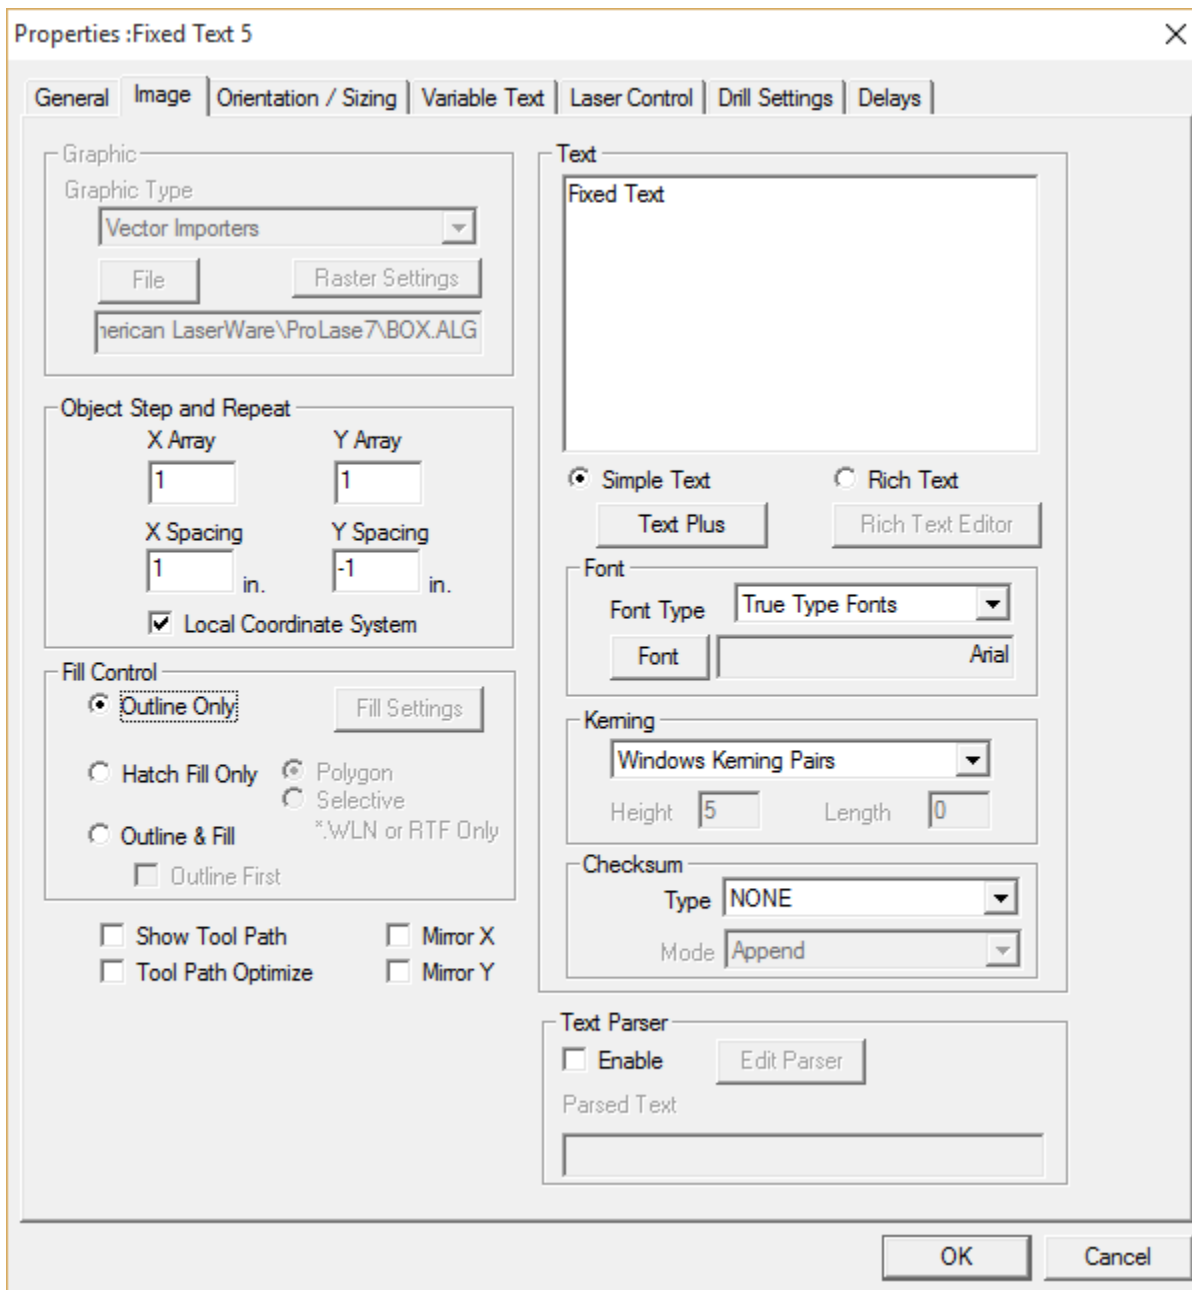 Properties :Fixed Text 5
General Image Orientation / Sizing Variable Text Laser Control Drill Settings Delays
Graphic
Graphic Type
Vector Importers
File Raster Settings
nerican LaserWare\ProLase7\BOX.ALG
Object Step and Repeat
X Array Y Array
1 1
X Spacing Y Spacing
1 in. -1 in.
Local Coordinate System
Fill Control
Outline Only Fill Settings
Hatch Fill Only Polygon
Selective
Outline & Fill *.WLN or RTF Only
Outline First
Show Tool Path Mirror X
Tool Path Optimize Mirror Y
Text
Fixed Text
Simple Text Rich Text
Text Plus Rich Text Editor
Font
Font Type True Type Fonts
Font Arial
Kerning
Windows Kerning Pairs
Height 5 Length 0
Checksum
Type NONE
Mode Append
Text Parser
Enable Edit Parser
Parsed Text
OK Cancel